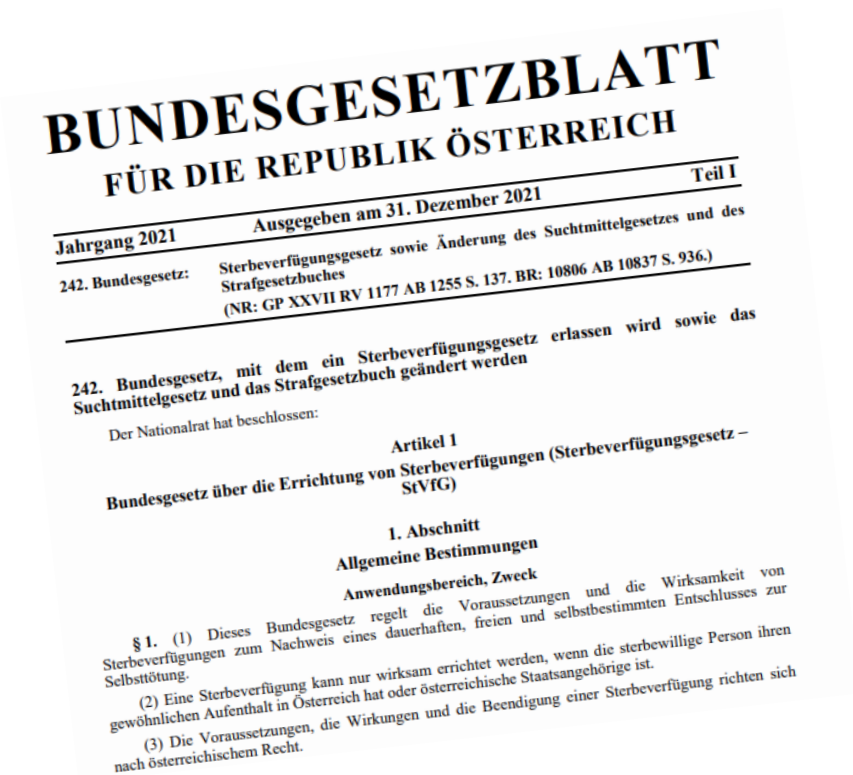 BUNDESGESETZBLATT
FÜR DIE REPUBLIK ÖSTERREICH
Jahrgang 2021 Ausgegeben am 31. Dezember 2021 Teil I
242. Bundesgesetz: Sterbeverfügungsgesetz sowie Änderung des Suchtmittelgesetzes und des
Strafgesetzbuches
(NR: GP XXVII RV 1177 AB 1255 S. 137. BR: 10806 AB 10837 S. 936.)
242. Bundesgesetz, mit dem ein Sterbeverfügungsgesetz erlassen wird sowie das
Suchtmittelgesetz und das Strafgesetzbuch geändert werden
Der Nationalrat hat beschlossen:
Artikel 1
Bundesgesetz über die Errichtung von Sterbeverfügungen (Sterbeverfügungsgesetz –
StVfG)
1. Abschnitt
Allgemeine Bestimmungen
Anwendungsbereich, Zweck
§ 1. (1) Dieses Bundesgesetz regelt die Voraussetzungen und die Wirksamkeit von
Sterbeverfügungen zum Nachweis eines dauerhaften, freien und selbstbestimmten Entschlusses zur
Selbsttötung.
(2) Eine Sterbeverfügung kann nur wirksam errichtet werden, wenn die sterbewillige Person ihren
gewöhnlichen Aufenthalt in Österreich hat oder österreichische Staatsangehörige ist.
(3) Die Voraussetzungen, die Wirkungen und die Beendigung einer Sterbeverfügung richten sich
nach österreichischem Recht.